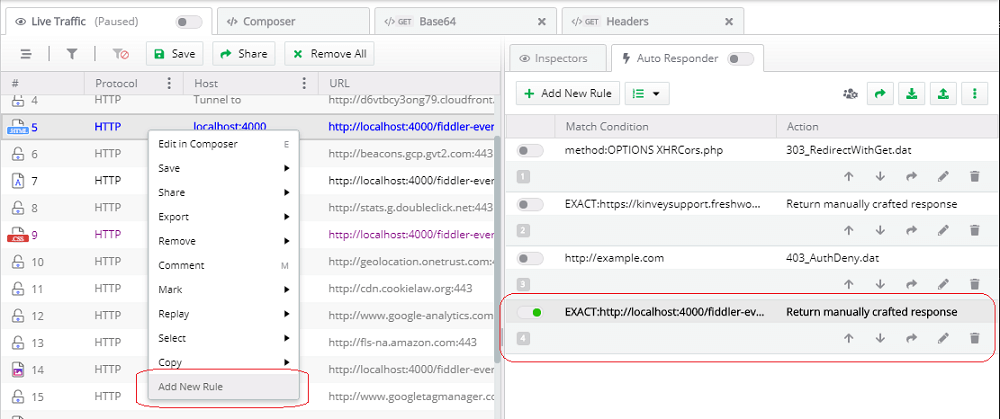 Live Traffic (Paused)
</> Composer
</> GET Base64
</> GET Headers
Save
Share
Remove All
# Protocol Host URL
4 HTTP Tunnel to http://d6vtbcy3ong79.cloudfront.
HTML 5 HTTP localhost:4000 http://localhost:4000/fiddler-ever
6 HTTP http://beacons.gcp.gvt2.com:443
A 7 HTTP http://localhost:4000/fiddler-ever
8 HTTP http://stats.g.doubleclick.net:443
CSS 9 HTTP http://localhost:4000/fiddler-ever
10 HTTP http://geolocation.onetrust.com:
11 HTTP http://cdn.cookielaw.org:443
12 HTTP http://www.google-analytics.com
13 HTTP http://fls-na.amazon.com:443
14 HTTP http://localhost:4000/fiddler-ever
15 HTTP http://www.googletagmanager.co
Edit in Composer E
Save
Share
Export
Remove
Comment M
Mark
Replay
Select
Copy
Add New Rule
Inspectors
Auto Responder
Add New Rule
Match Condition Action
method:OPTIONS XHRCors.php 303_RedirectWithGet.dat
1
EXACT:https://kinveysupport.freshwo... Return manually crafted response
2
http://example.com 403_AuthDeny.dat
3
EXACT:http://localhost:4000/fiddler-ev... Return manually crafted response
4